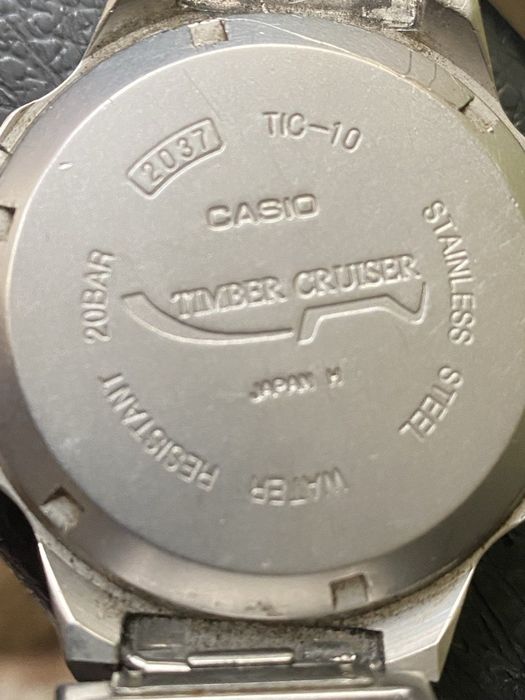 2037
TIC-10
CASIO
TIMBER CRUISER
JAPAN H
STAINLESS STEEL
WATER RESISTANT 20BAR